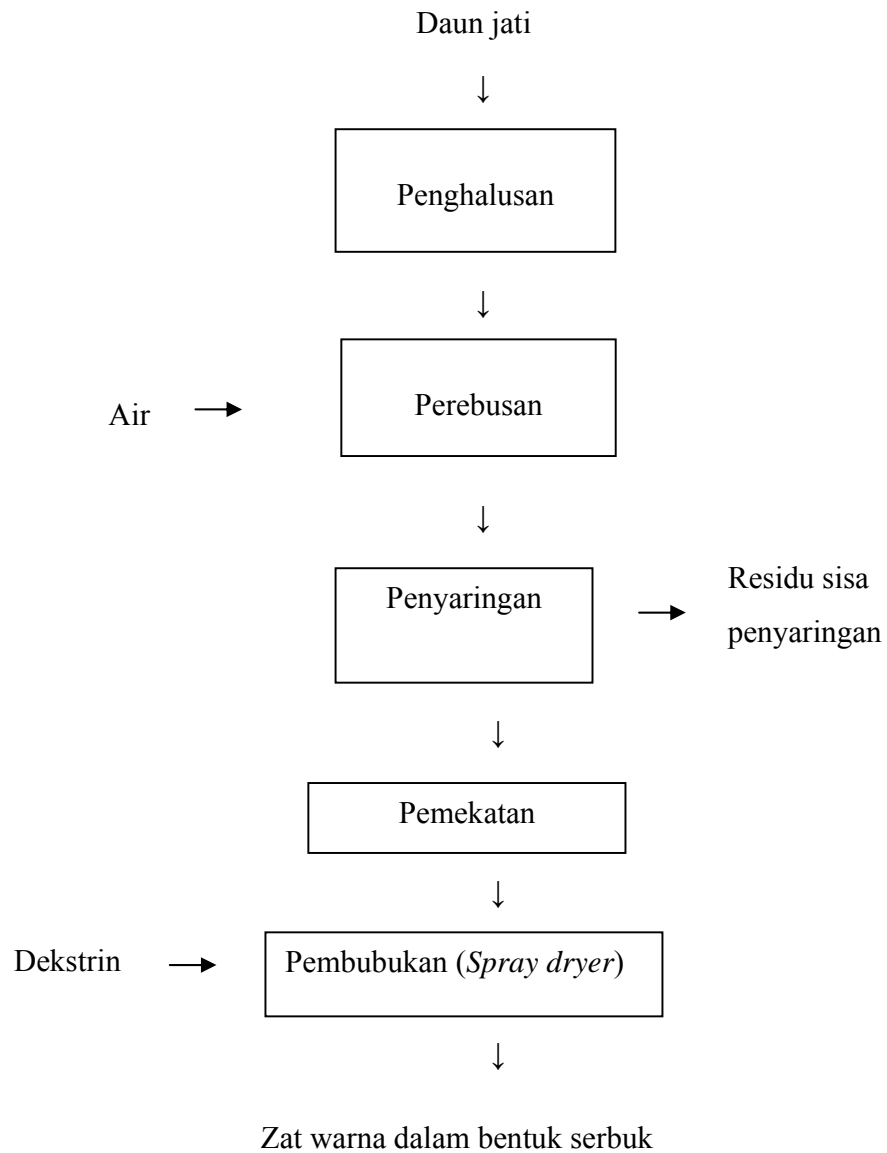 Daun jati
↓
Penghalusan
↓
Air → Perebusan
↓
Penyaringan → Residu sisa
penyaringan
↓
Pemekatan
↓
Dekstrin → Pembubukan (Spray dryer)
↓
Zat warna dalam bentuk serbuk